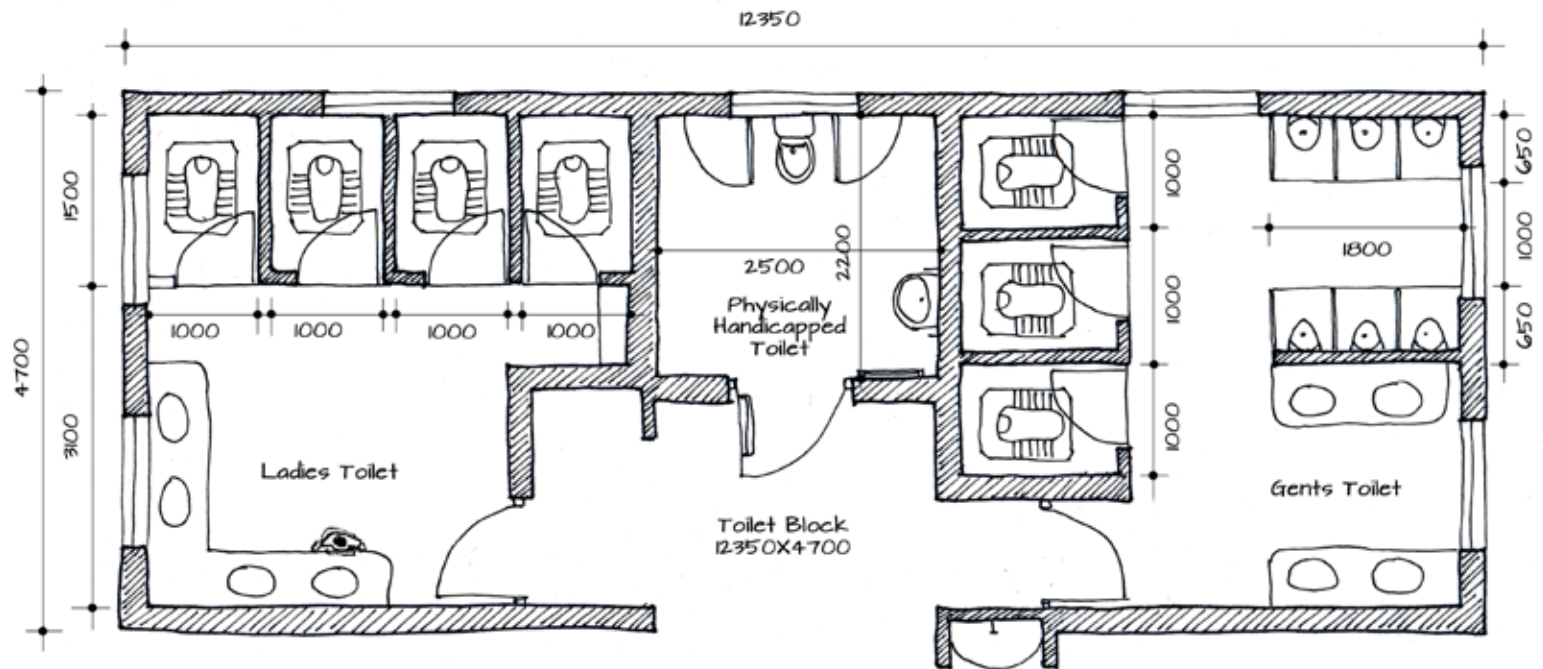 12350
4700
1500
3100
1000
1000
1000
1000
Ladies Toilet
2500
2200
Physically
Handicapped
Toilet
Toilet Block
12350X4700
1000
1000
1000
1800
650
1000
650
Gents Toilet